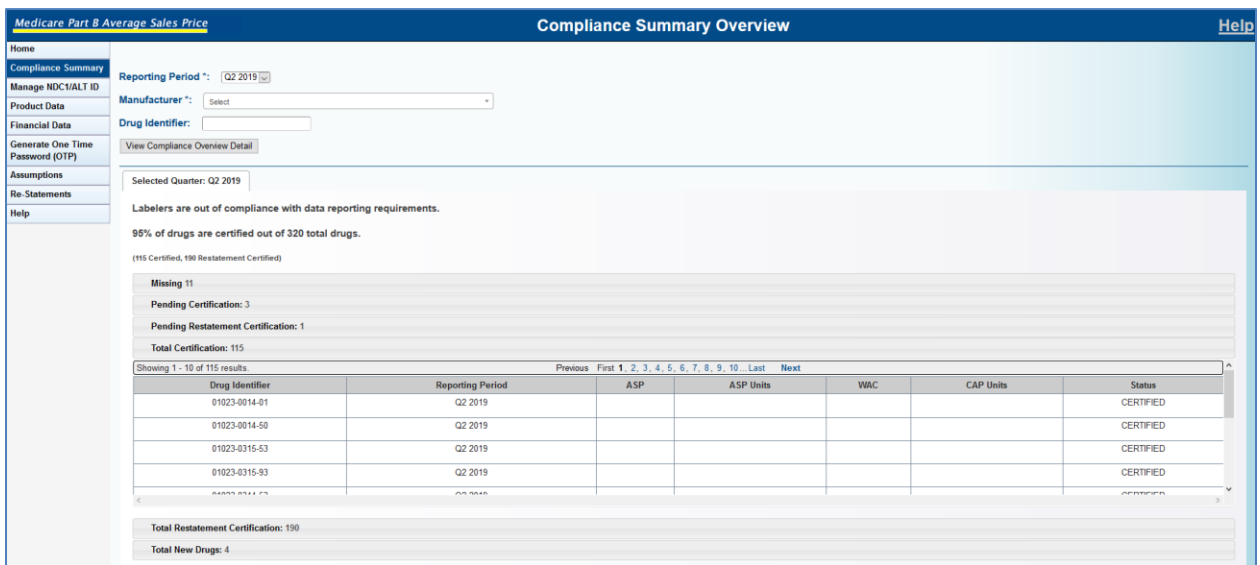 Medicare Part B Average Sales Price
Compliance Summary Overview
Help
Home
Compliance Summary
Manage NDC1/ALT ID
Product Data
Financial Data
Generate One Time
Password (OTP)
Assumptions
Re-Statements
Help
Reporting Period *: Q2 2019
Manufacturer *: Select
Drug Identifier:
View Compliance Overview Detail
Selected Quarter: Q2 2019
Labelers are out of compliance with data reporting requirements.
95% of drugs are certified out of 320 total drugs.
(115 Certified, 190 Restatement Certified)
Missing 11
Pending Certification: 3
Pending Restatement Certification: 1
Total Certification: 115
Showing 1 - 10 of 115 results. Previous First 1, 2, 3, 4, 5, 6, 7, 8, 9, 10...Last Next
Drug Identifier Reporting Period ASP ASP Units WAC CAP Units Status
01023-0014-01 Q2 2019 CERTIFIED
01023-0014-50 Q2 2019 CERTIFIED
01023-0315-53 Q2 2019 CERTIFIED
01023-0315-93 Q2 2019 CERTIFIED
Total Restatement Certification: 190
Total New Drugs: 4